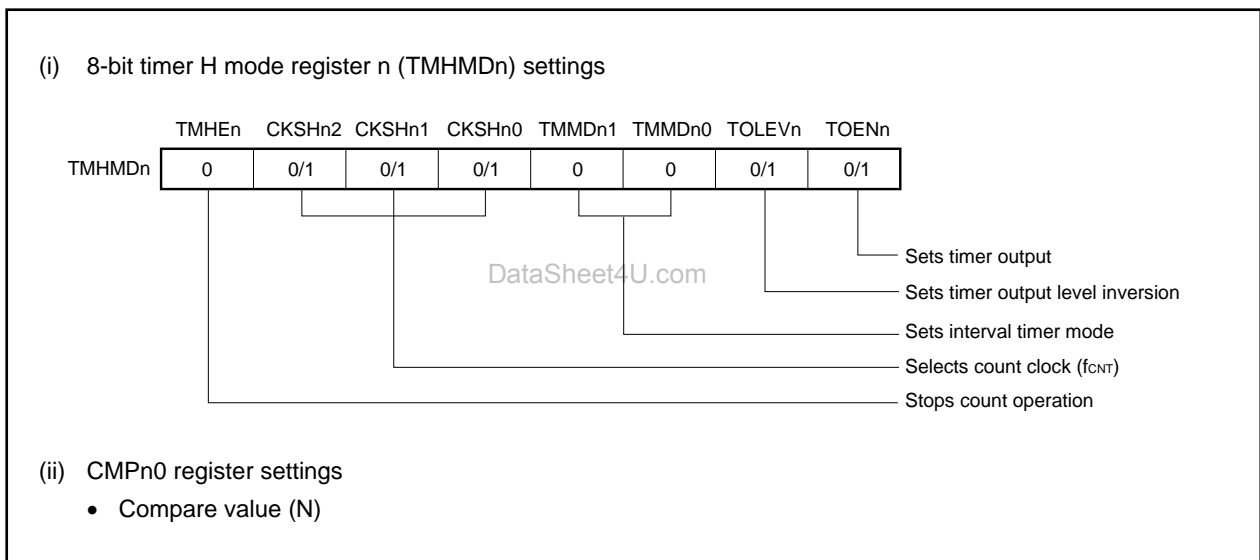 (i) 8-bit timer H mode register n (TMHMDn) settings
TMHEn CKSHn2 CKSHn1 CKSHn0 TMMDn1 TMMDn0 TOLEVn TOENn
TMHMDn 0 0/1 0/1 0/1 0 0 0/1 0/1
Sets timer output
DataSheet4U.com
Sets timer output level inversion
Sets interval timer mode
Selects count clock (fCNT)
Stops count operation
(ii) CMPn0 register settings
• Compare value (N)